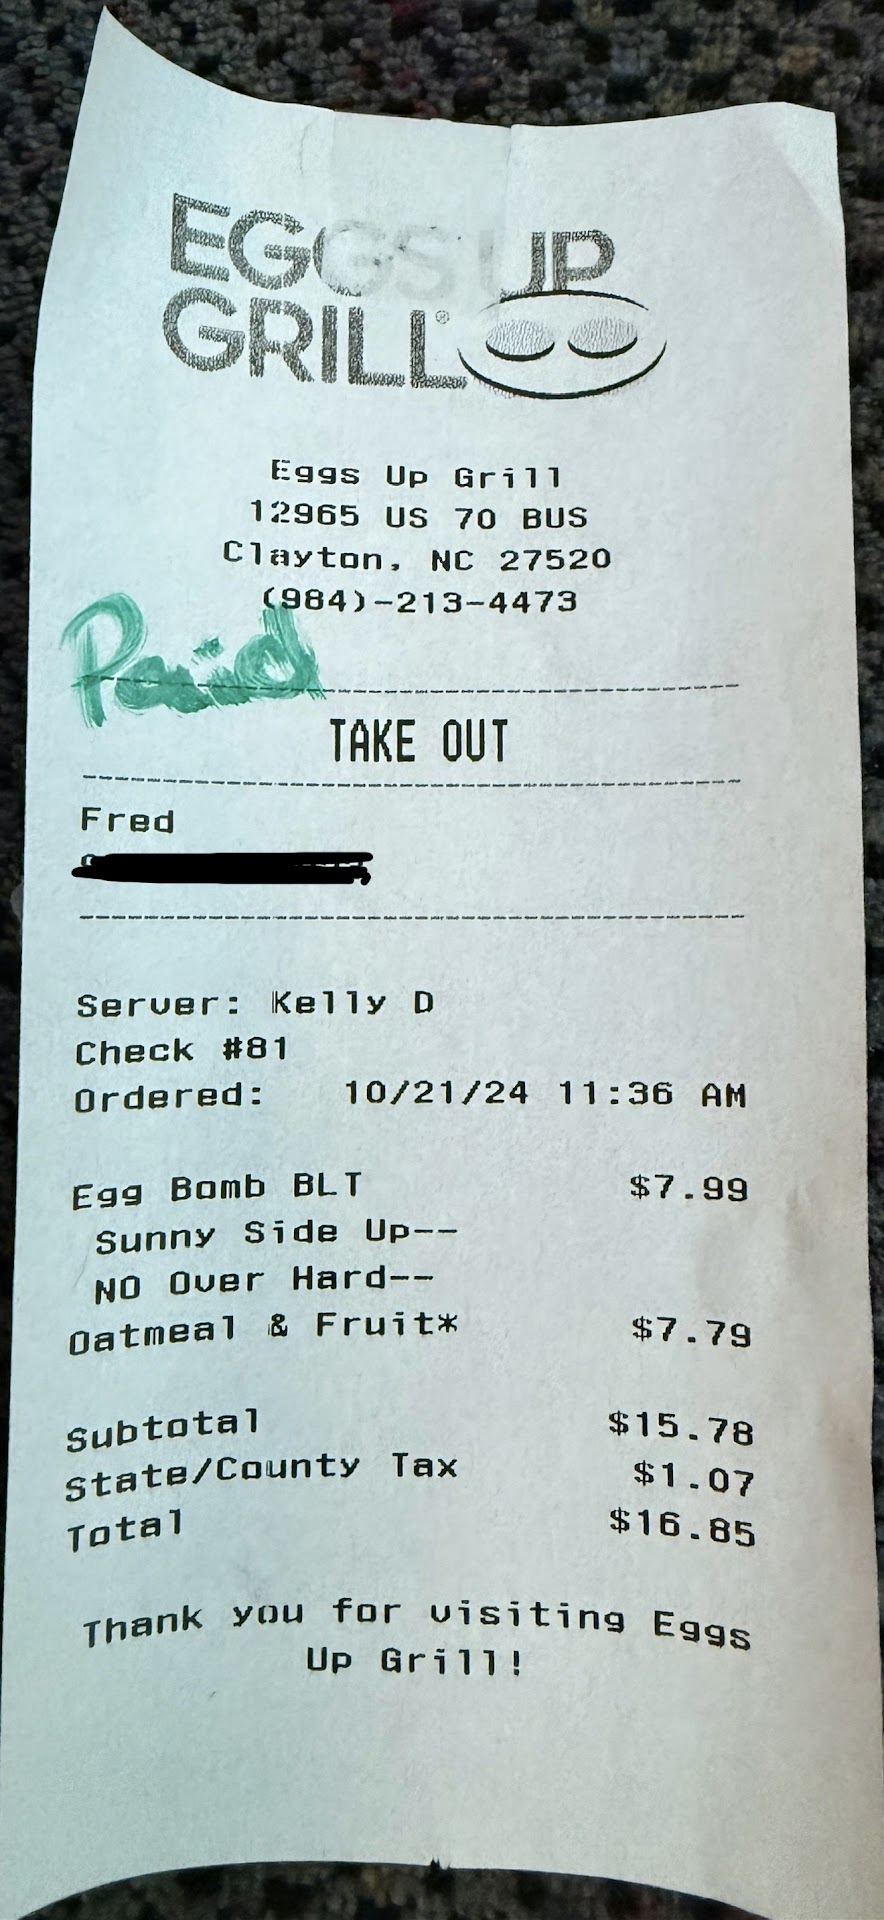 EGGS UP
GRILL®
Eggs Up Grill
12965 US 70 BUS
Clayton, NC 27520
(984)-213-4473
Paid
TAKE OUT
Fred
Server: Kelly D
Check #81
Ordered: 10/21/24 11:36 AM
Egg Bomb BLT $7.99
Sunny Side Up--
NO Over Hard--
Oatmeal & Fruit* $7.79
Subtotal $15.78
State/County Tax $1.07
Total $16.85
Thank you for visiting Eggs
Up Grill!